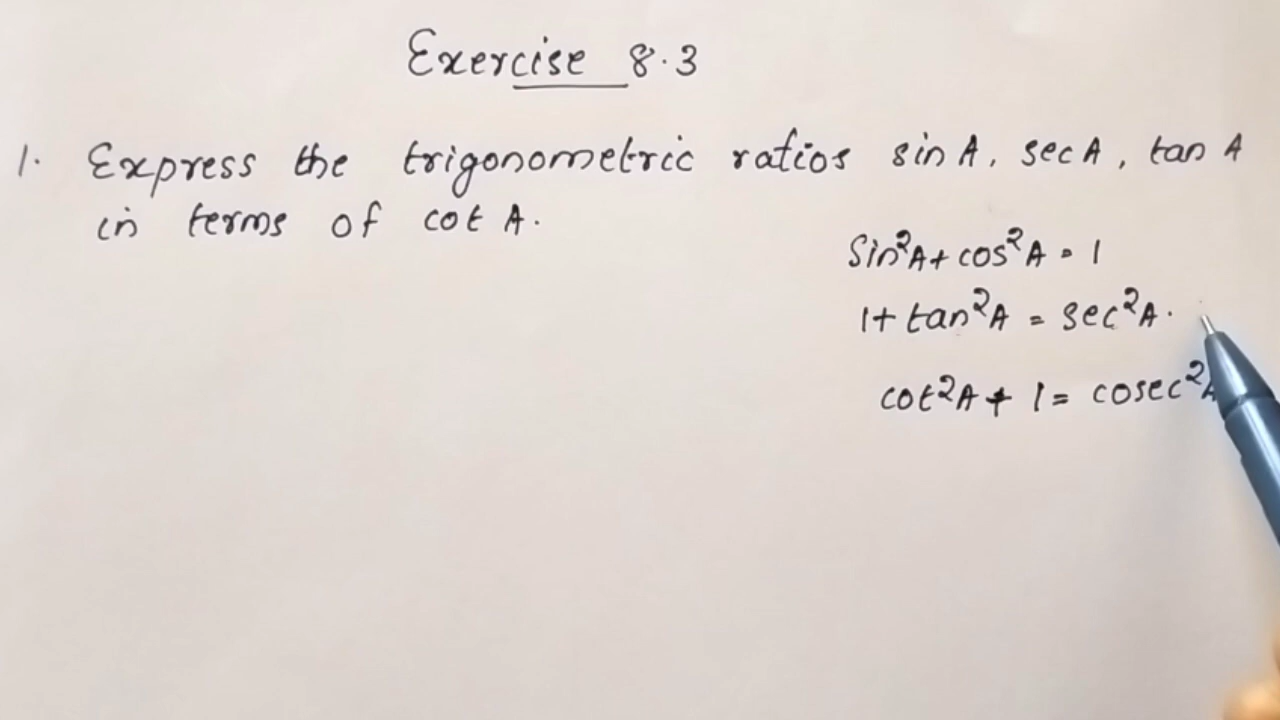 Exercise 8.3
1. Express the trigonometric ratios sin A, sec A, tan A
in terms of cot A.
Sin²A + cos²A = 1
1 + tan²A = sec²A.
cot²A + 1 = cosec²A